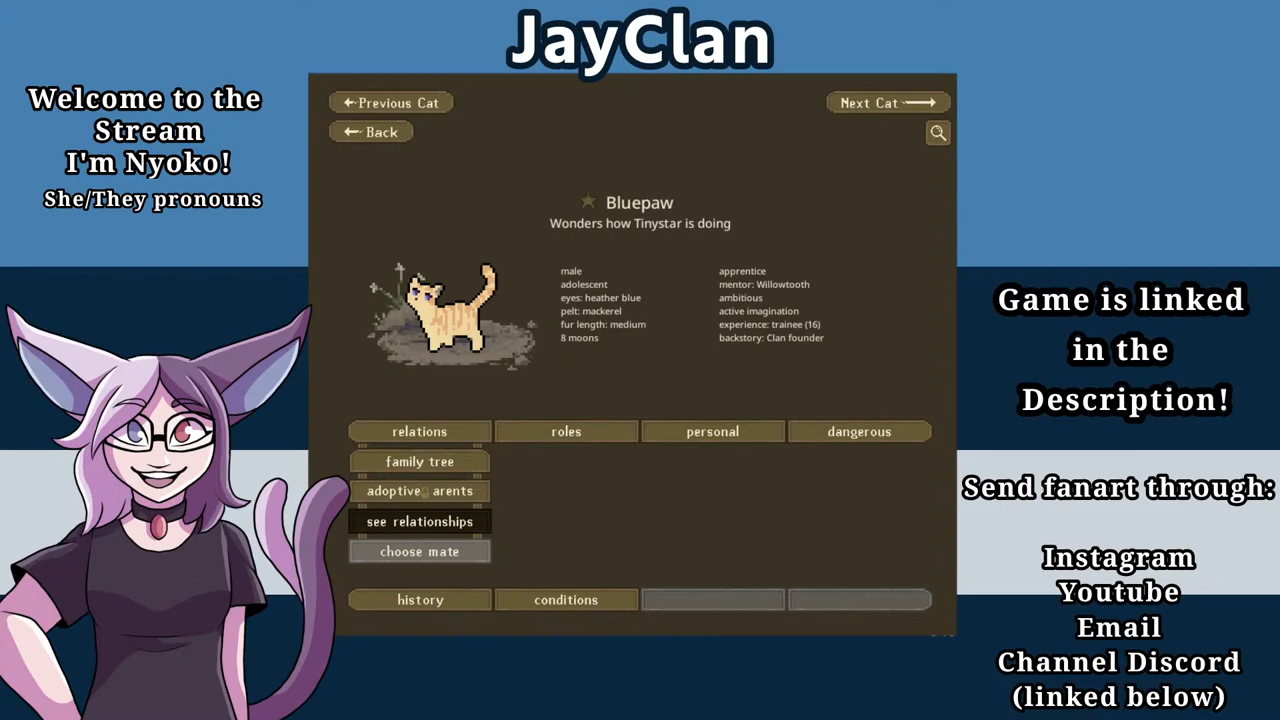 JayClan
Welcome to the
Stream
I'm Nyoko!
She/They pronouns
Previous Cat
Next Cat
Back
Bluepaw
Wonders how Tinystar is doing
male
adolescent
eyes: heather blue
pelt: mackerel
fur length: medium
8 moons
apprentice
mentor: Willowtooth
ambitious
active imagination
experience: trainee (16)
backstory: Clan founder
relations
roles
personal
dangerous
family tree
adoptive arents
see relationships
choose mate
history
conditions
Game is linked
in the
Description!
Send fanart through:
Instagram
Youtube
Email
Channel Discord
(linked below)